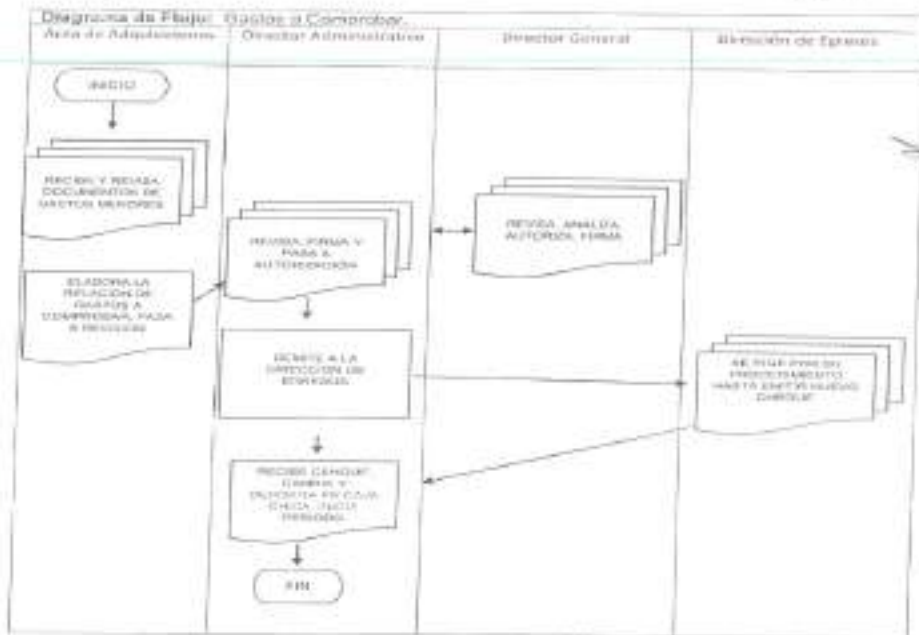 Diagrama de Flujo: Gastos a Comprobar.
Área de Adquisiciones
Director Administrativo
Director General
Dirección de Egresos
INICIO
RECIBE Y REVISA
DOCUMENTOS DE
GASTOS MENORES
REVISA, FIRMA Y
PASA A
AUTORIZACIÓN
REVISA, ANALIZA,
AUTORIZA, FIRMA
ELABORA LA
RELACIÓN DE
GASTOS A
COMPROBAR, PASA
A REVISIÓN
REMITE A LA
DIRECCIÓN DE
EGRESOS
SE SIGUE
PROCEDIMIENTO
HASTA EMITIR NUEVO
CHEQUE
RECIBE CHEQUE,
CAMBIA Y
DEPOSITA EN CAJA
CHICA, INICIA
PERIODO.
FIN